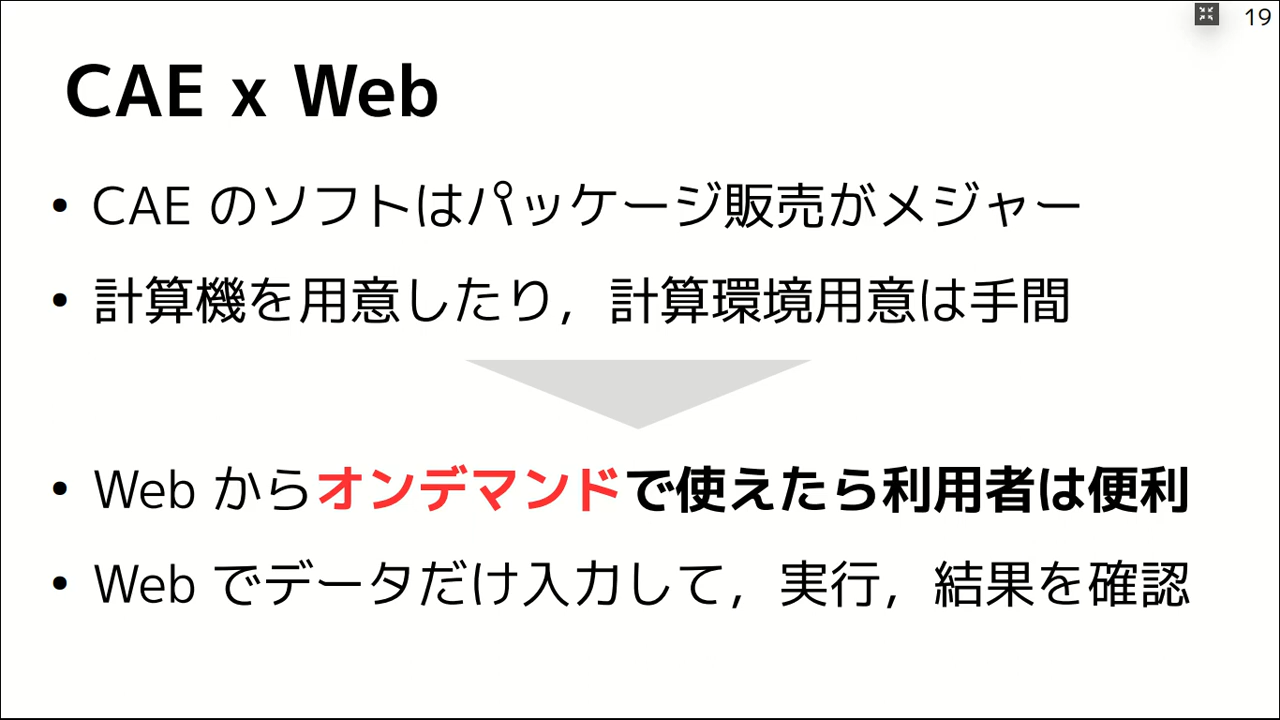 19
CAE x Web
• CAE のソフトはパッケージ販売がメジャー
• 計算機を用意したり，計算環境用意は手間
• Web からオンデマンドで使えたら利用者は便利
• Web でデータだけ入力して，実行，結果を確認